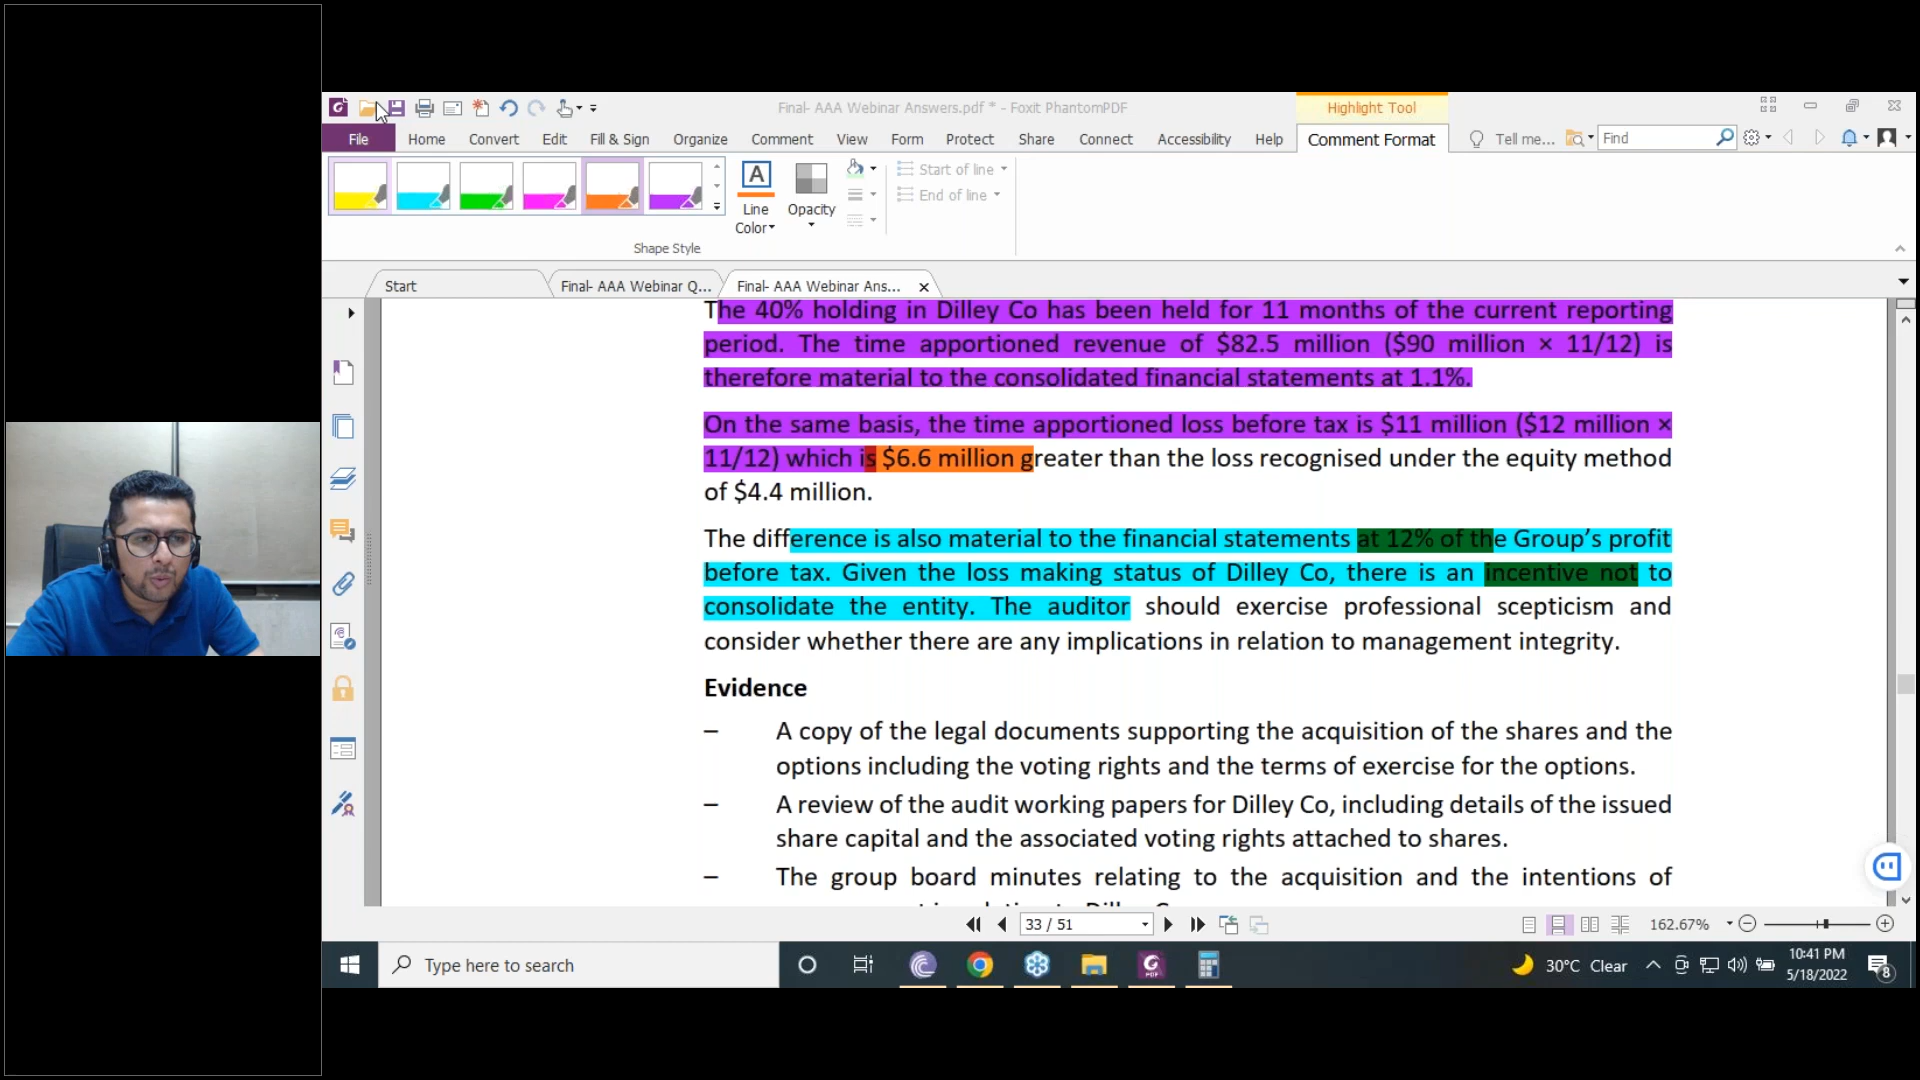 Final- AAA Webinar Answers.pdf * - Foxit PhantomPDF
Highlight Tool
File Home Convert Edit Fill & Sign Organize Comment View Form Protect Share Connect Accessibility Help Comment Format Tell me... Find
Start of line
End of line
Line Color
Opacity
Shape Style
Start
Final- AAA Webinar Q...
Final- AAA Webinar Ans...
The 40% holding in Dilley Co has been held for 11 months of the current reporting
period. The time apportioned revenue of $82.5 million ($90 million × 11/12) is
therefore material to the consolidated financial statements at 1.1%.
On the same basis, the time apportioned loss before tax is $11 million ($12 million ×
11/12) which is $6.6 million greater than the loss recognised under the equity method
of $4.4 million.
The difference is also material to the financial statements at 12% of the Group’s profit
before tax. Given the loss making status of Dilley Co, there is an incentive not to
consolidate the entity. The auditor should exercise professional scepticism and
consider whether there are any implications in relation to management integrity.
Evidence
– A copy of the legal documents supporting the acquisition of the shares and the
options including the voting rights and the terms of exercise for the options.
– A review of the audit working papers for Dilley Co, including details of the issued
share capital and the associated voting rights attached to shares.
– The group board minutes relating to the acquisition and the intentions of
33 / 51
162.67%
Type here to search
30°C Clear
10:41 PM
5/18/2022
8